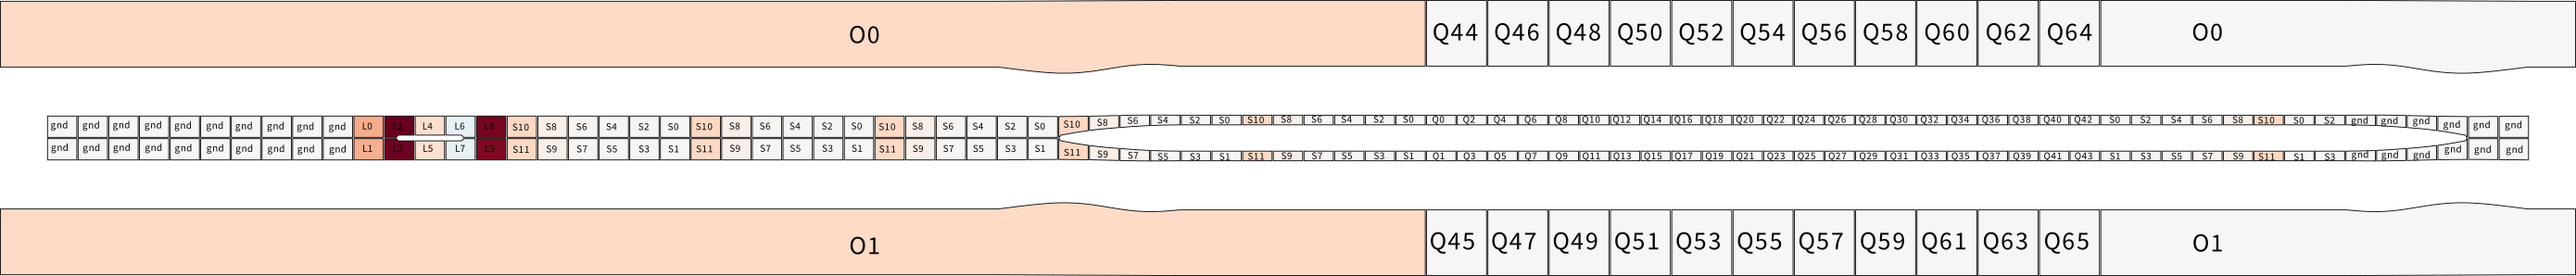 O0 Q44 Q46 Q48 Q50 Q52 Q54 Q56 Q58 Q60 Q62 Q64 O0
gnd gnd gnd gnd gnd gnd gnd gnd gnd gnd L0 L2 L4 L6 L8 S10 S8 S6 S4 S2 S0 S10 S8 S6 S4 S2 S0 S10 S8 S6 S4 S2 S0 S10 S8 S6 S4 S2 S0 S10 S8 S6 S4 S2 S0 Q0 Q2 Q4 Q6 Q8 Q10 Q12 Q14 Q16 Q18 Q20 Q22 Q24 Q26 Q28 Q30 Q32 Q34 Q36 Q38 Q40 Q42 S0 S2 S4 S6 S8 S10 S0 S2 gnd gnd gnd gnd gnd gnd
gnd gnd gnd gnd gnd gnd gnd gnd gnd gnd L1 L3 L5 L7 L9 S11 S9 S7 S5 S3 S1 S11 S9 S7 S5 S3 S1 S11 S9 S7 S5 S3 S1 S11 S9 S7 S5 S3 S1 S11 S9 S7 S5 S3 S1 Q1 Q3 Q5 Q7 Q9 Q11 Q13 Q15 Q17 Q19 Q21 Q23 Q25 Q27 Q29 Q31 Q33 Q35 Q37 Q39 Q41 Q43 S1 S3 S5 S7 S9 S11 S1 S3 gnd gnd gnd gnd gnd gnd
O1 Q45 Q47 Q49 Q51 Q53 Q55 Q57 Q59 Q61 Q63 Q65 O1